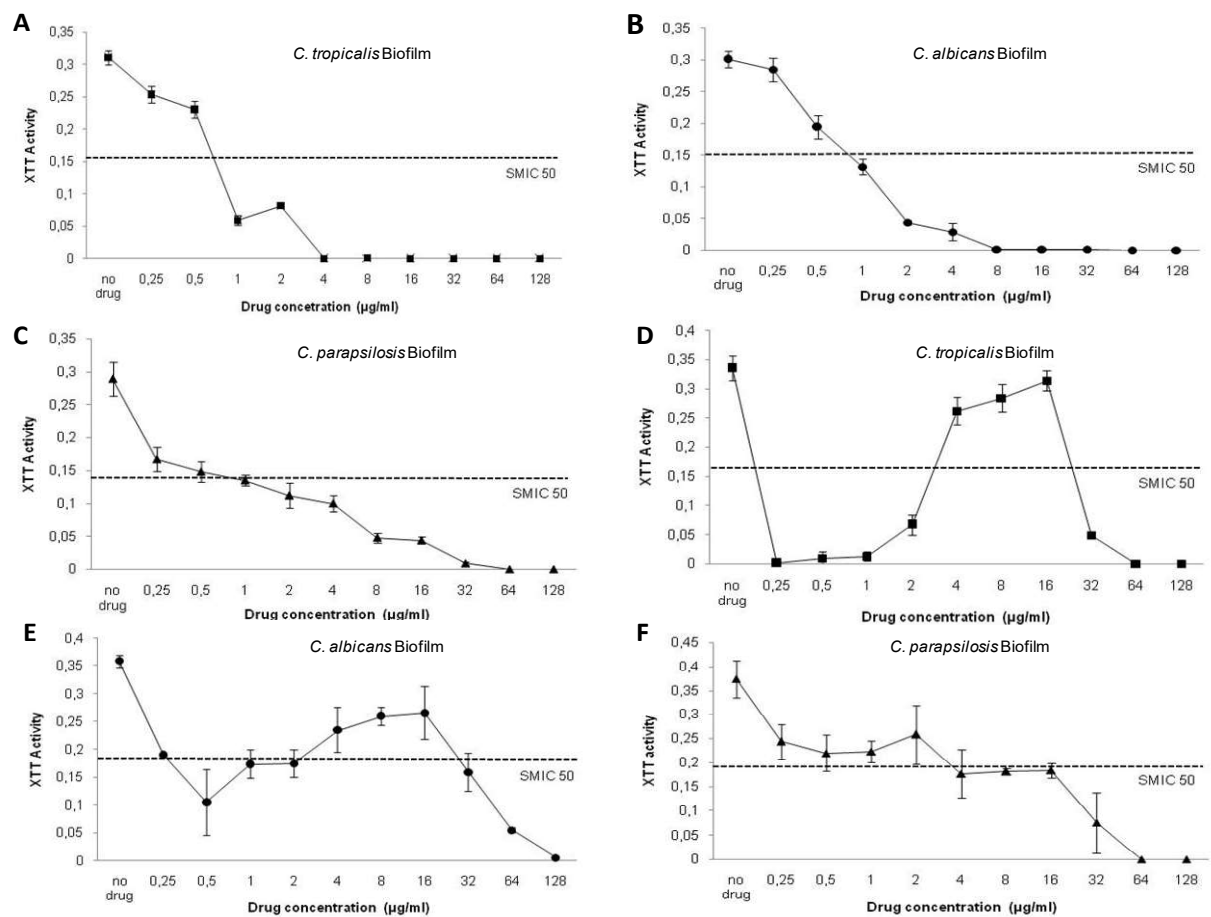 A
C. tropicalis Biofilm
0,35
0,3
0,25
0,2
0,15
0,1
0,05
0
XTT Activity
SMIC 50
no drug 0,25 0,5 1 2 4 8 16 32 64 128
Drug concetration (µg/ml)
B
C. albicans Biofilm
0,35
0,3
0,25
0,2
0,15
0,1
0,05
0
XTT Activity
SMIC 50
no drug 0,25 0,5 1 2 4 8 16 32 64 128
Drug concentration (µg/ml)
C
C. parapsilosis Biofilm
0,35
0,3
0,25
0,2
0,15
0,1
0,05
0
XTT Activity
SMIC 50
no drug 0,25 0,5 1 2 4 8 16 32 64 128
Drug concentration (µg/ml)
D
C. tropicalis Biofilm
0,4
0,35
0,3
0,25
0,2
0,15
0,1
0,05
0
XTT Activity
SMIC 50
no drug 0,25 0,5 1 2 4 8 16 32 64 128
Drug concentration (µg/ml)
E
C. albicans Biofilm
0,4
0,35
0,3
0,25
0,2
0,15
0,1
0,05
0
XTT Activity
SMIC 50
no drug 0,25 0,5 1 2 4 8 16 32 64 128
Drug concentration (µg/ml)
F
C. parapsilosis Biofilm
0,45
0,4
0,35
0,3
0,25
0,2
0,15
0,1
0,05
0
XTT activity
SMIC 50
no drug 0,25 0,5 1 2 4 8 16 32 64 128
Drug concentration (µg/ml)